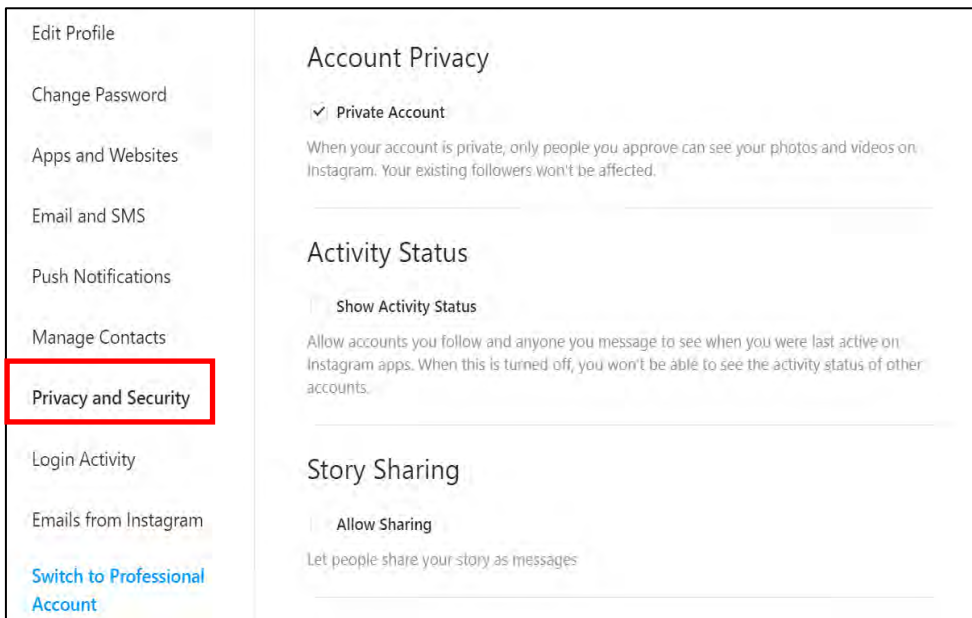 Edit Profile
Change Password
Apps and Websites
Email and SMS
Push Notifications
Manage Contacts
Privacy and Security
Login Activity
Emails from Instagram
Switch to Professional
Account
Account Privacy
Private Account
When your account is private, only people you approve can see your photos and videos on
Instagram. Your existing followers won't be affected.
Activity Status
Show Activity Status
Allow accounts you follow and anyone you message to see when you were last active on
Instagram apps. When this is turned off, you won't be able to see the activity status of other
accounts.
Story Sharing
Allow Sharing
Let people share your story as messages